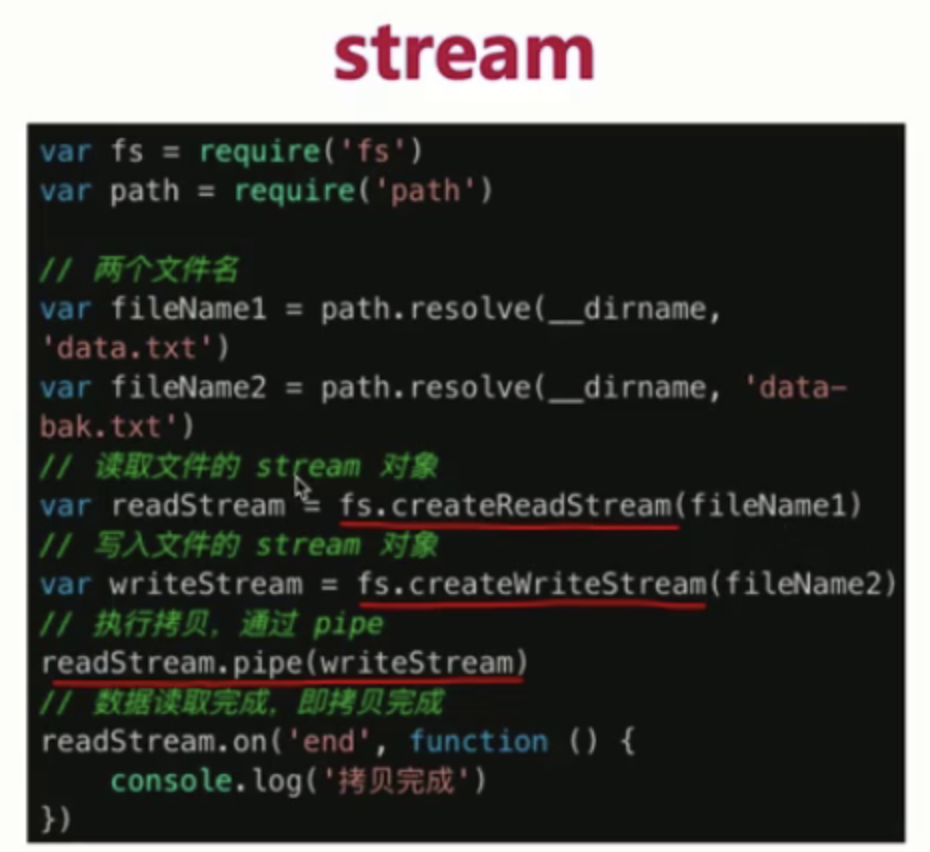 stream
var fs = require('fs')
var path = require('path')
// 两个文件名
var fileName1 = path.resolve(__dirname,
'data.txt')
var fileName2 = path.resolve(__dirname, 'data-
bak.txt')
// 读取文件的 stream 对象
var readStream = fs.createReadStream(fileName1)
// 写入文件的 stream 对象
var writeStream = fs.createWriteStream(fileName2)
// 执行拷贝，通过 pipe
readStream.pipe(writeStream)
// 数据读取完成，即拷贝完成
readStream.on('end', function () {
    console.log('拷贝完成')
})